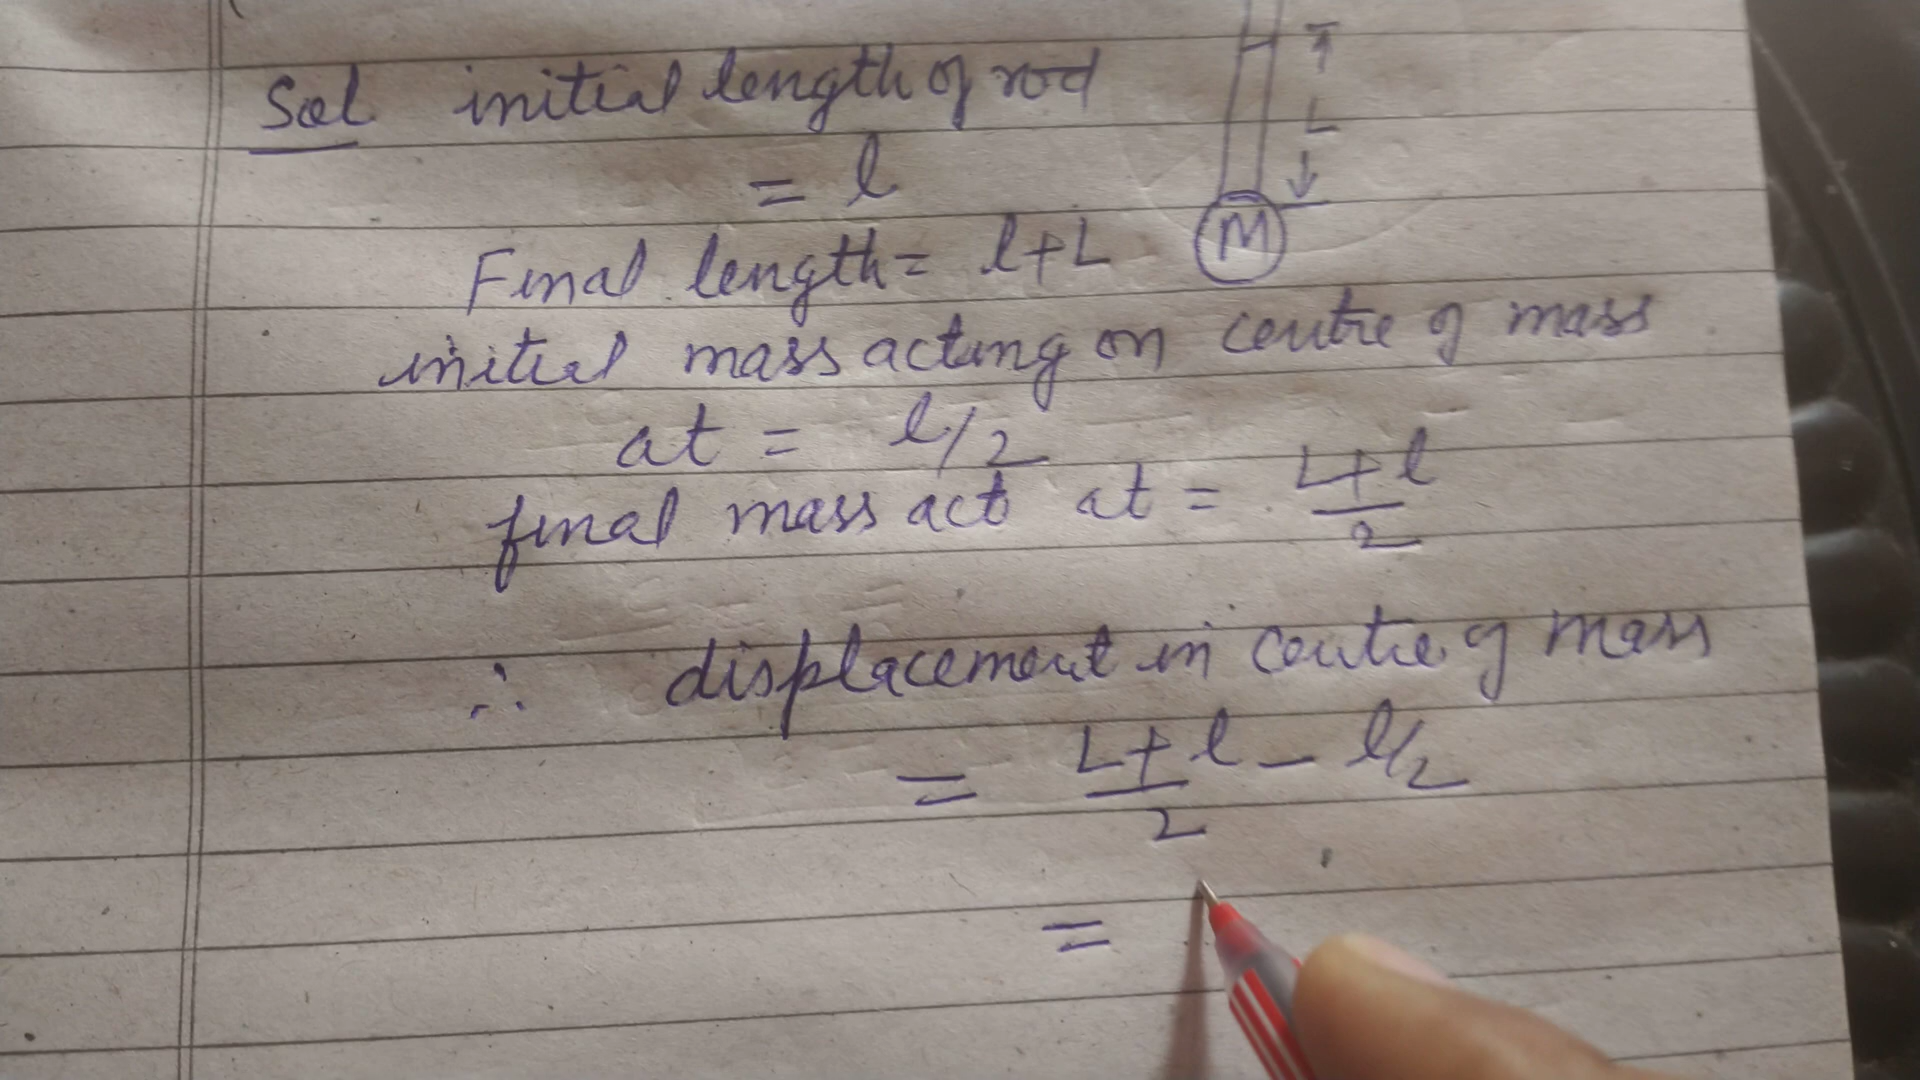 Sol initial length of rod
= l
L
M
Final length = l+L
initial mass acting on centre of mass
at = l/2
final mass act at = L+l/2
∴ displacement in centre of mass
= L+l/2 - l/2
=